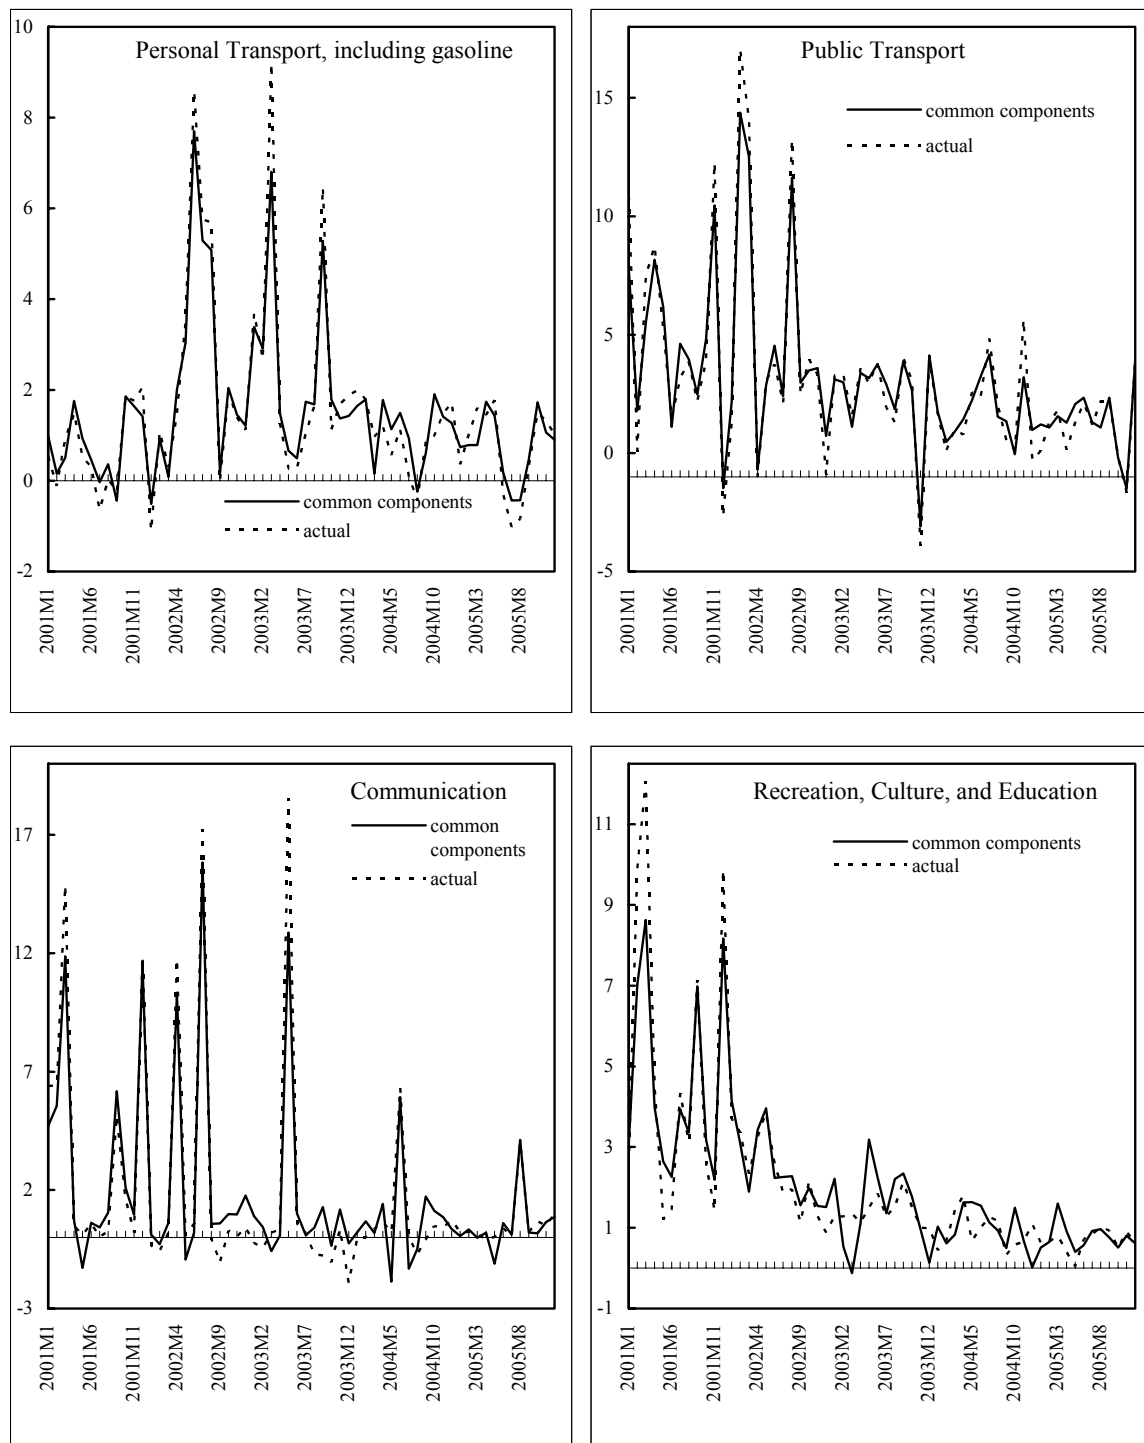 Personal Transport, including gasoline
10
8
6
4
2
0
-2
common components
actual
2001M1
2001M6
2001M11
2002M4
2002M9
2003M2
2003M7
2003M12
2004M5
2004M10
2005M3
2005M8
Public Transport
15
10
5
0
-5
common components
actual
2001M1
2001M6
2001M11
2002M4
2002M9
2003M2
2003M7
2003M12
2004M5
2004M10
2005M3
2005M8
Communication
17
12
7
2
-3
common
components
actual
2001M1
2001M6
2001M11
2002M4
2002M9
2003M2
2003M7
2003M12
2004M5
2004M10
2005M3
2005M8
Recreation, Culture, and Education
11
9
7
5
3
1
-1
common components
actual
2001M1
2001M6
2001M11
2002M4
2002M9
2003M2
2003M7
2003M12
2004M5
2004M10
2005M3
2005M8